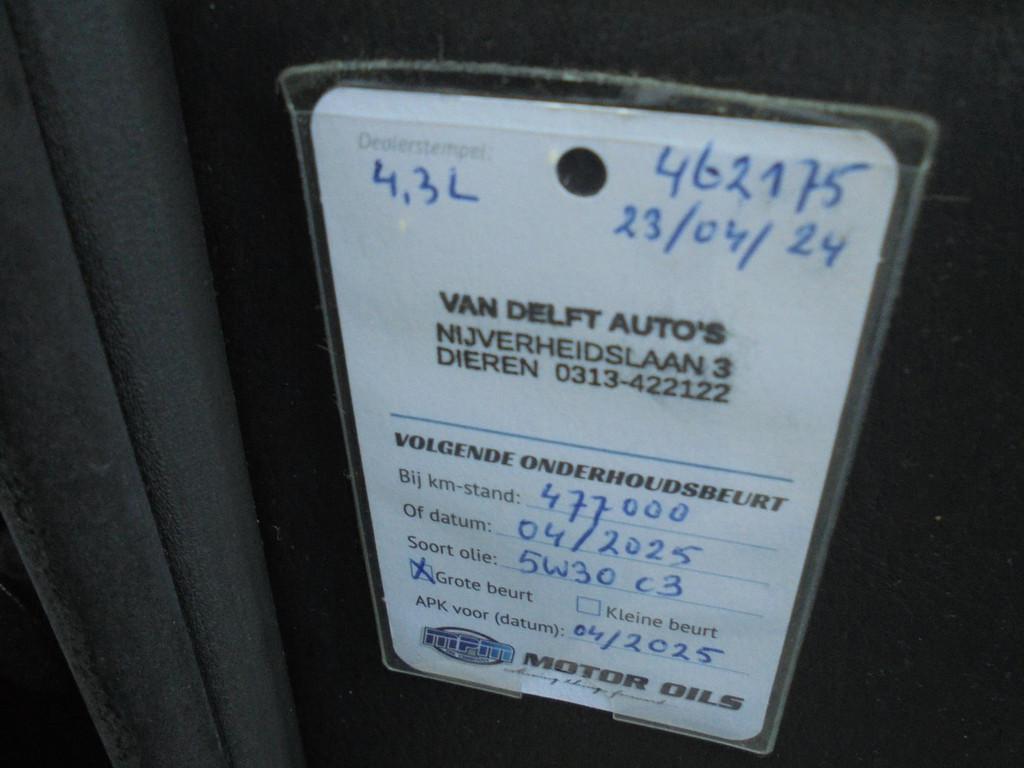 Dealerstempel:
4,3L
462175
23/04/24
VAN DELFT AUTO'S
NIJVERHEIDSLAAN 3
DIEREN 0313-422122
VOLGENDE ONDERHOUDSBEURT
Bij km-stand: 477000
Of datum: 04/2025
Soort olie: 5W30 C3
Grote beurt Kleine beurt
APK voor (datum): 04/2025
MPM MOTOR OILS